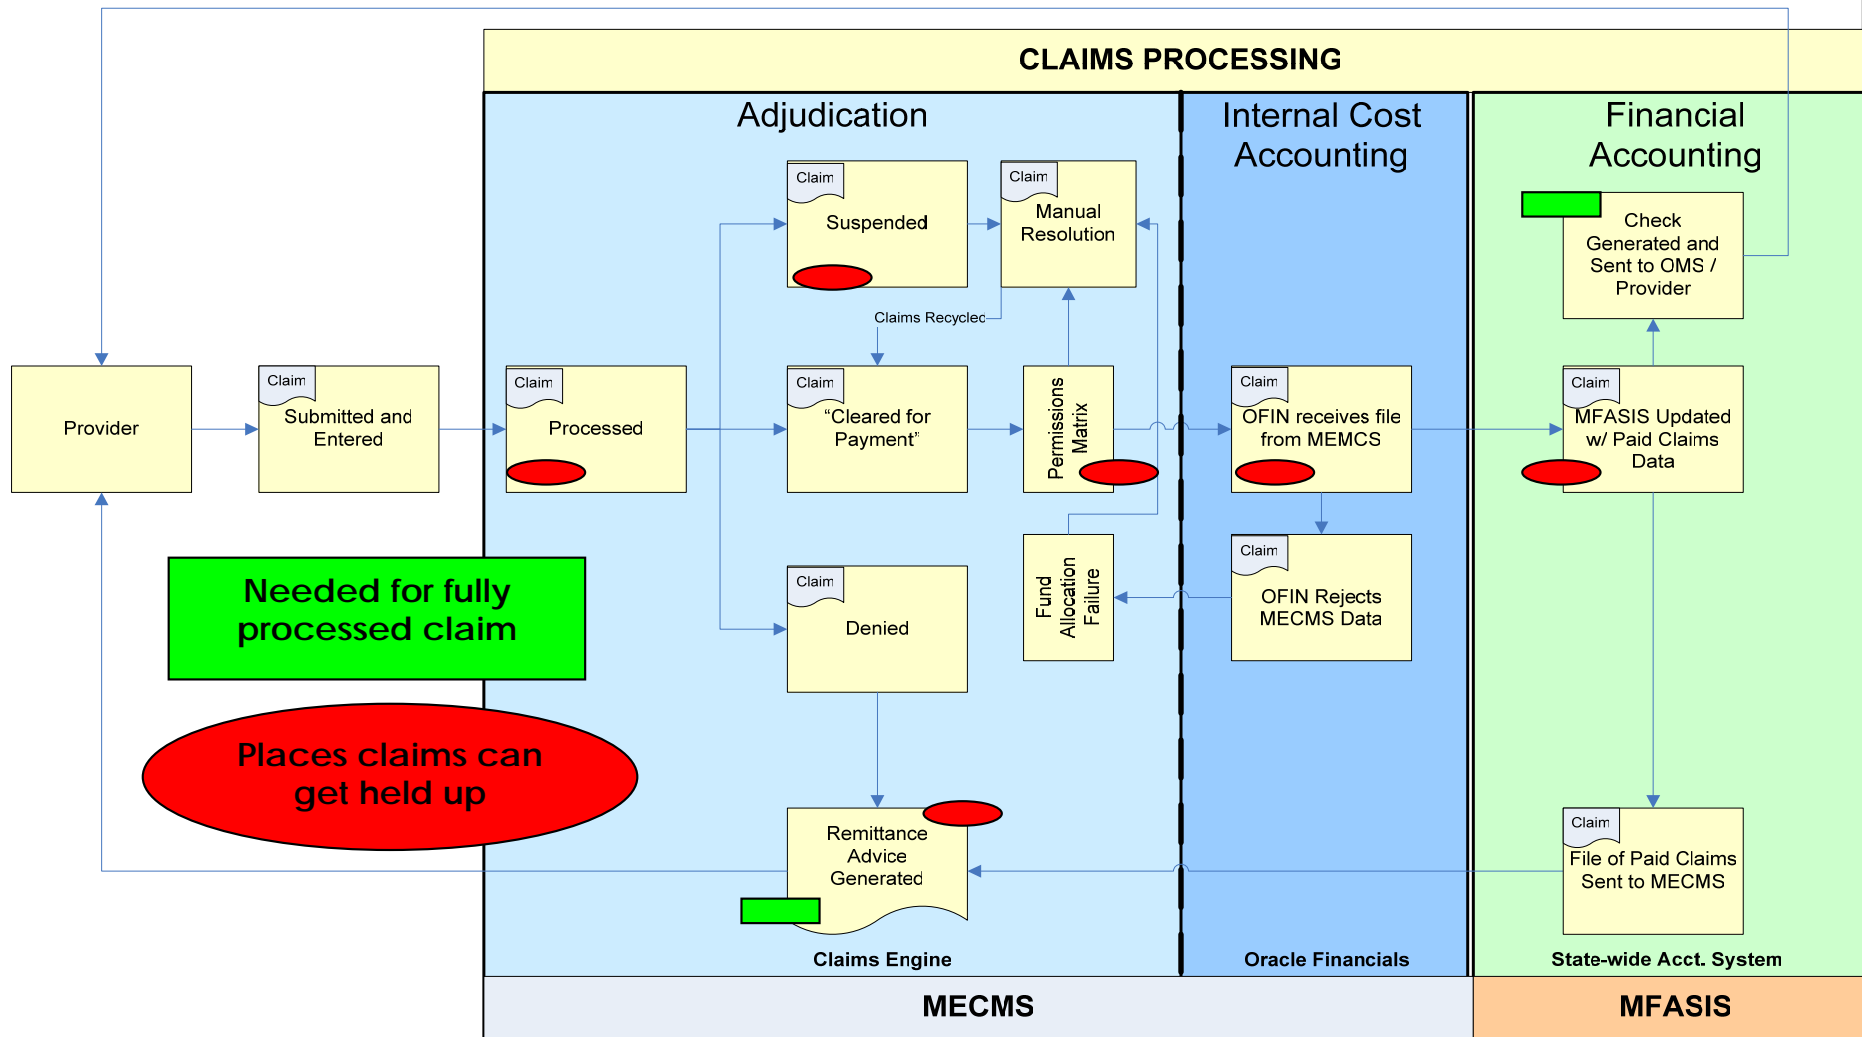 CLAIMS PROCESSING
Adjudication
Internal Cost
Accounting
Financial
Accounting
Claim
Suspended
Claim
Manual
Resolution
Check
Generated and
Sent to OMS /
Provider
Claims Recycled
Provider
Claim
Submitted and
Entered
Claim
Processed
Claim
“Cleared for
Payment”
Permissions
Matrix
Claim
OFIN receives file
from MEMCS
Claim
MFASIS Updated
w/ Paid Claims
Data
Fund
Allocation
Failure
Claim
OFIN Rejects
MECMS Data
Claim
Denied
Needed for fully
processed claim
Places claims can
get held up
Remittance
Advice
Generated
Claim
File of Paid Claims
Sent to MECMS
Claims Engine
Oracle Financials
State-wide Acct. System
MECMS
MFASIS